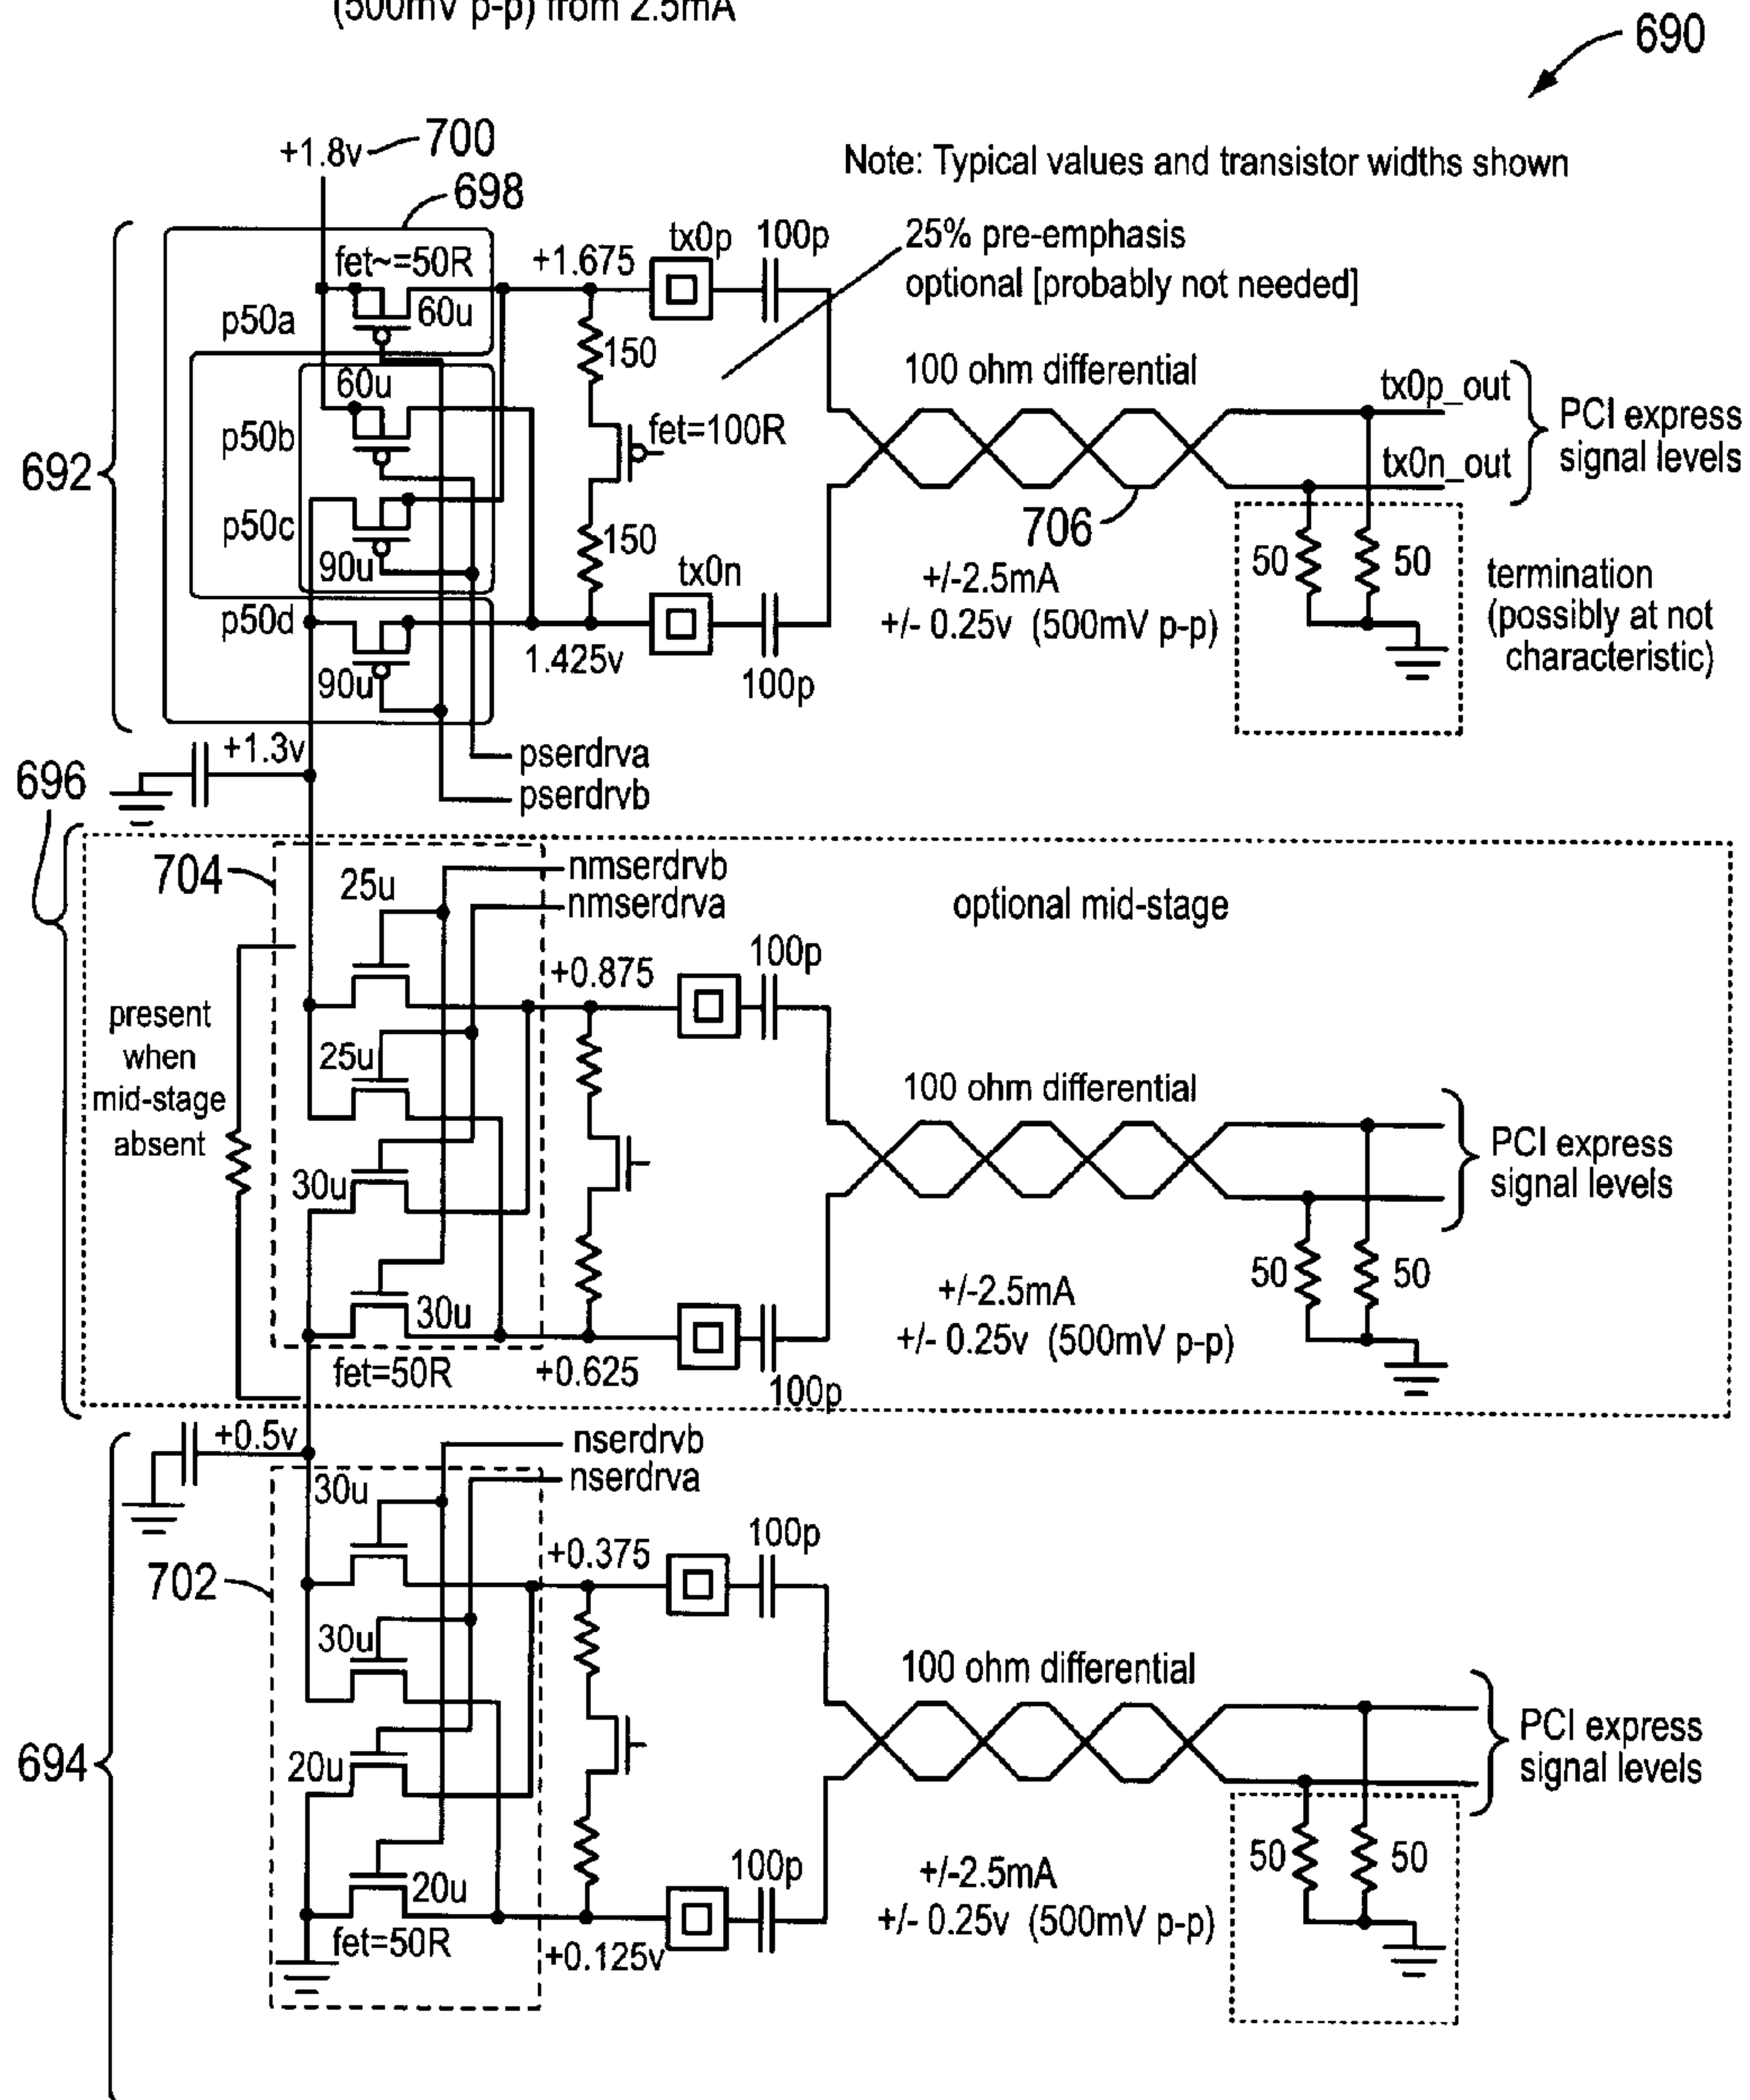 (500mV p-p) from 2.5mA
690
+1.8v
700
698
Note: Typical values and transistor widths shown
25% pre-emphasis
optional [probably not needed]
692
fet~=50R
p50a
60u
+1.675
tx0p
100p
150
60u
p50b
fet=100R
p50c
90u
150
p50d
90u
tx0n
1.425v
100p
100 ohm differential
706
+/-2.5mA
+/- 0.25v (500mV p-p)
tx0p_out
tx0n_out
PCI express
signal levels
50
50
termination
(possibly at not
characteristic)
+1.3v
pserdrva
pserdrvb
696
704
nmserdrvb
nmserdrva
optional mid-stage
25u
25u
30u
30u
fet=50R
present
when
mid-stage
absent
+0.875
100p
+0.625
100p
100 ohm differential
+/-2.5mA
+/- 0.25v (500mV p-p)
PCI express
signal levels
50
50
+0.5v
nserdrvb
nserdrva
694
702
30u
30u
20u
20u
fet=50R
+0.375
100p
+0.125v
100p
100 ohm differential
+/-2.5mA
+/- 0.25v (500mV p-p)
PCI express
signal levels
50
50